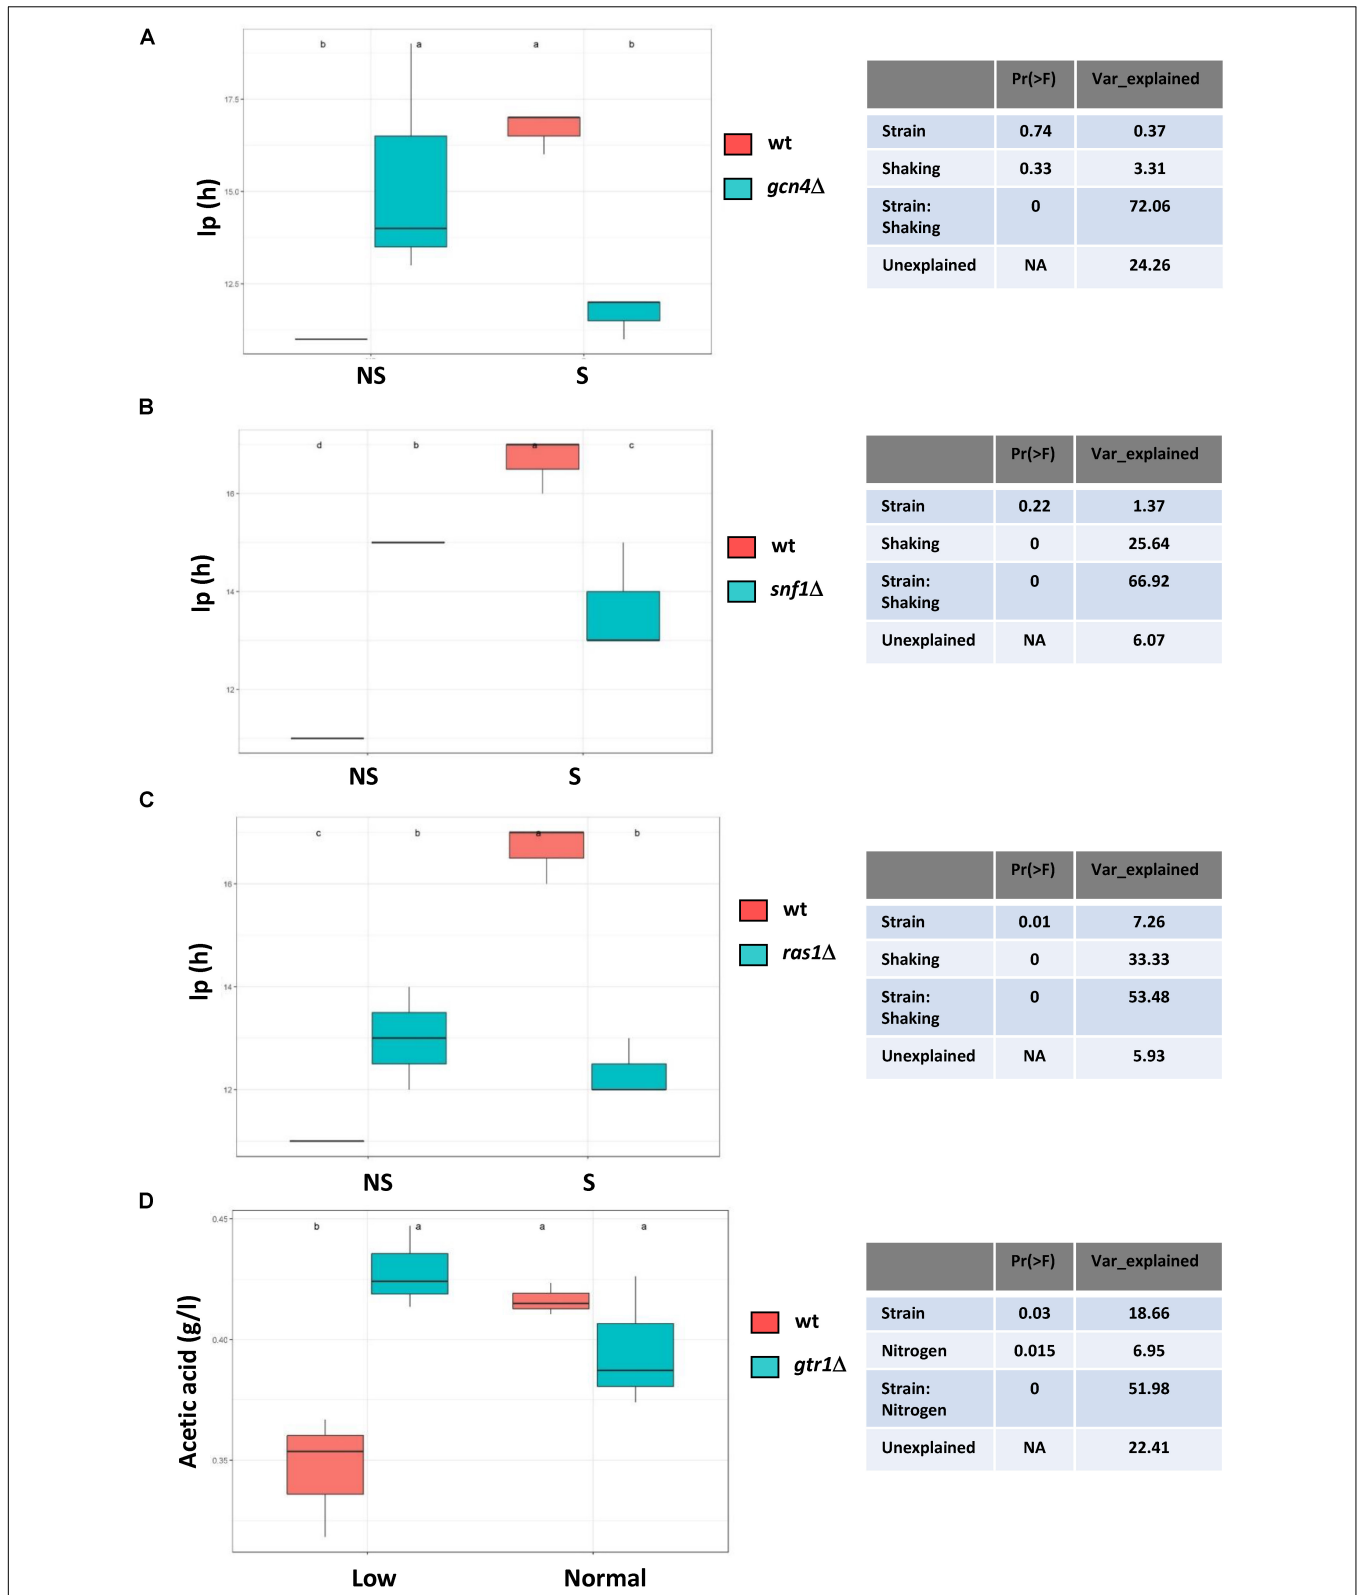 A
b a a b
17.5
15.0
12.5
lp (h)
NS S
wt
gcn4Δ
Pr(>F) Var_explained
Strain 0.74 0.37
Shaking 0.33 3.31
Strain: 0 72.06
Shaking
Unexplained NA 24.26
B
d b a c
16
14
12
lp (h)
NS S
wt
snf1Δ
Pr(>F) Var_explained
Strain 0.22 1.37
Shaking 0 25.64
Strain: 0 66.92
Shaking
Unexplained NA 6.07
C
c b a b
16
14
12
lp (h)
NS S
wt
ras1Δ
Pr(>F) Var_explained
Strain 0.01 7.26
Shaking 0 33.33
Strain: 0 53.48
Shaking
Unexplained NA 5.93
D
b a a a
0.45
0.40
0.35
Acetic acid (g/l)
Low Normal
wt
gtr1Δ
Pr(>F) Var_explained
Strain 0.03 18.66
Nitrogen 0.015 6.95
Strain: 0 51.98
Nitrogen
Unexplained NA 22.41